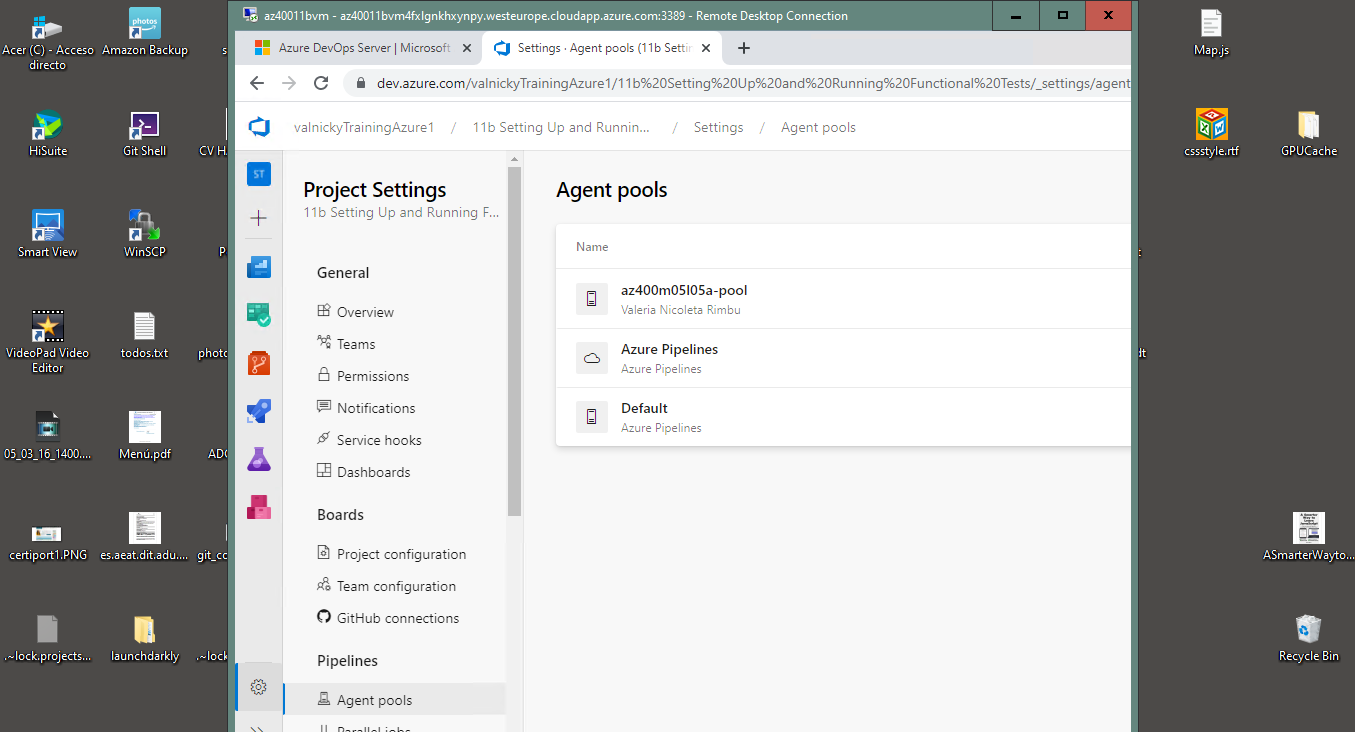 Acer (C) - Acceso
directo
Amazon Backup
photos
HiSuite
Git Shell
CV H
Smart View
WinSCP
VideoPad Video
Editor
todos.txt
photo
05_03_16_1400....
Menú.pdf
certiport1.PNG
es.aeat.dit.adu....
git_cc
.~lock.projects...
launchdarkly
.~lock
az40011bvm - az40011bvm4fxlgnkhxynpy.westeurope.cloudapp.azure.com:3389 - Remote Desktop Connection
Azure DevOps Server | Microsoft
Settings · Agent pools (11b Settin
dev.azure.com/valnickyTrainingAzure1/11b%20Setting%20Up%20and%20Running%20Functional%20Tests/_settings/agent
valnickyTrainingAzure1 / 11b Setting Up and Runnin... / Settings / Agent pools
ST
Project Settings
11b Setting Up and Running F...
General
Overview
Teams
Permissions
Notifications
Service hooks
Dashboards
Boards
Project configuration
Team configuration
GitHub connections
Pipelines
Agent pools
Parallel jobs
Agent pools
Name
az400m05l05a-pool
Valeria Nicoleta Rimbu
Azure Pipelines
Azure Pipelines
Default
Azure Pipelines
Map.js
cssstyle.rtf
GPUCache
ASmarterWayto...
Recycle Bin